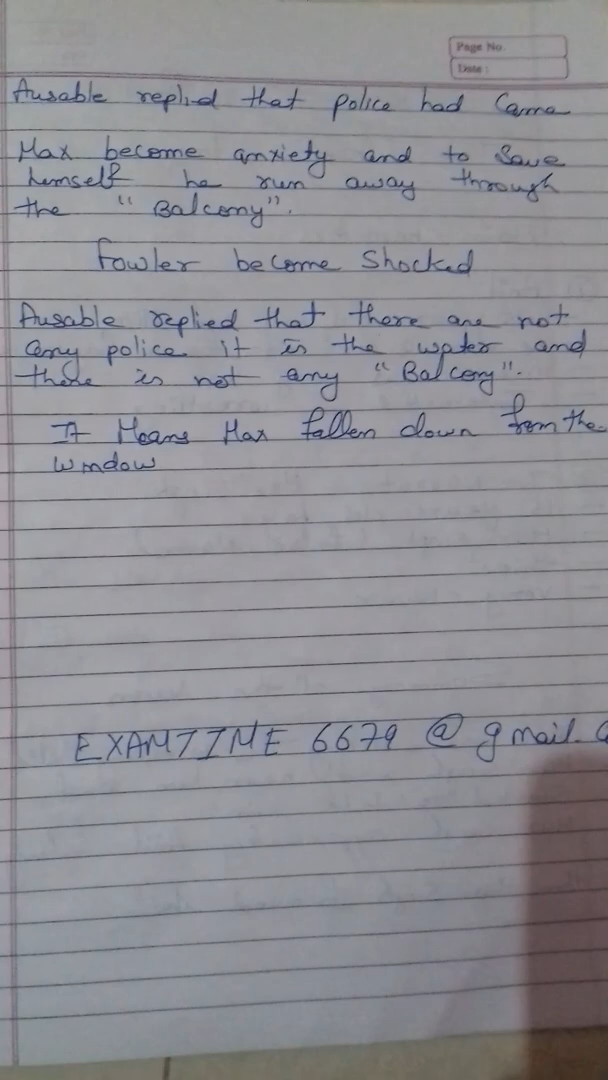 Page No.
Date:
Ausable replied that police had came
Max become anxiety and to save
hemself he run away through
the "Balcony".
Fowler become Shocked
Ausable replied that there are not
any police it is the water and
there is not any "Balcony".
It Means Max fallen down from the
window
EXAMTIME 6679 @ gmail.